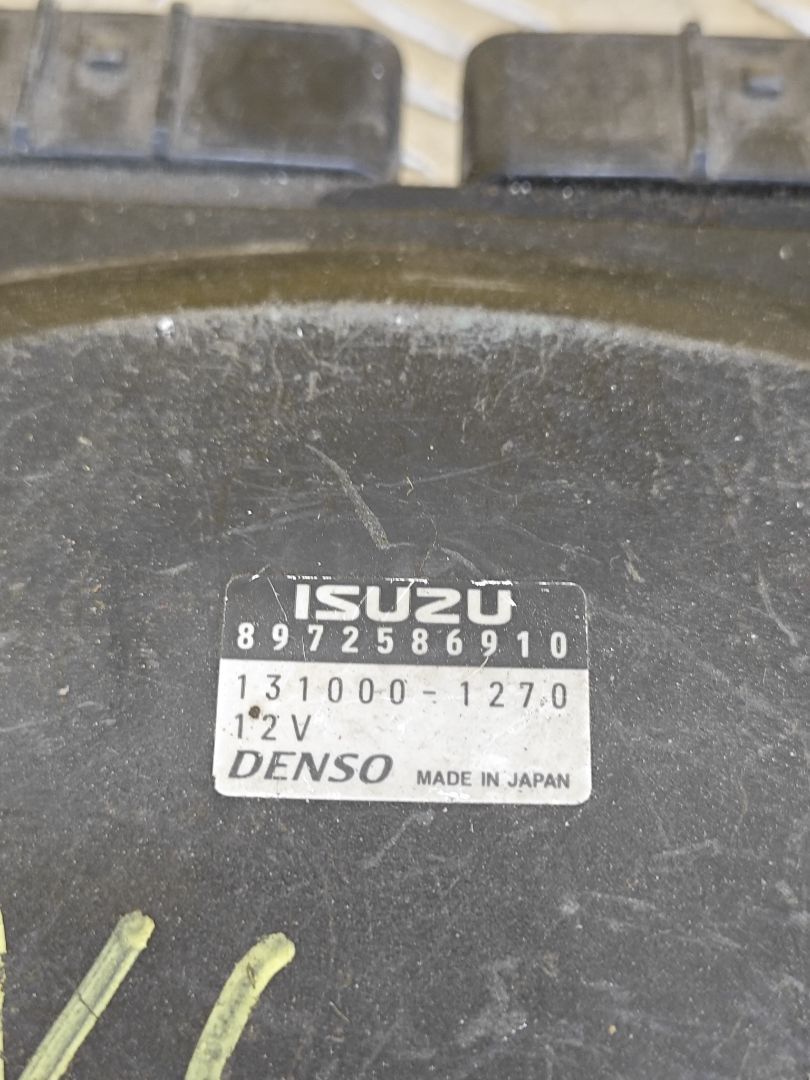 ISUZU
8972586910
131000-1270
12V
DENSO MADE IN JAPAN